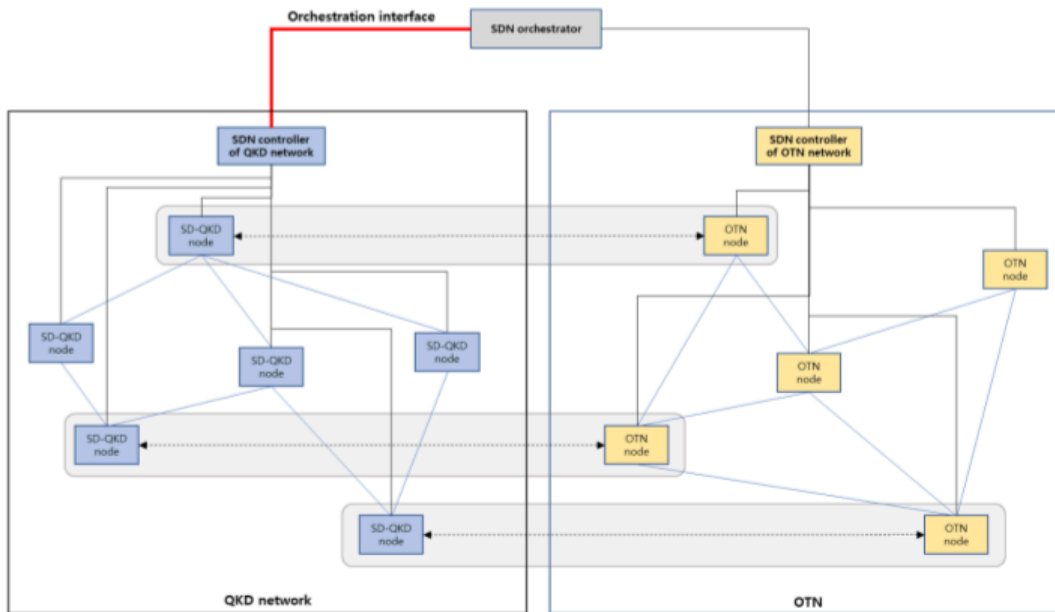 Orchestration interface
SDN orchestrator
SDN controller
of QKD network
SDN controller
of OTN network
SD-QKD
node
OTN
node
OTN
node
SD-QKD
node
SD-QKD
node
SD-QKD
node
OTN
node
SD-QKD
node
OTN
node
SD-QKD
node
OTN
node
QKD network
OTN